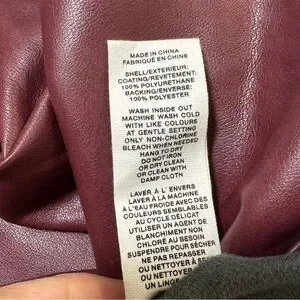 MADE IN CHINA
FABRIQUÉ EN CHINE
SHELL/EXTERIEUR:
COATING/REVETEMENT:
100% POLYURETHANE
BACKING/ENVERSE:
100% POLYESTER
WASH INSIDE OUT
MACHINE WASH COLD
WITH LIKE COLOURS
AT GENTLE SETTING
ONLY NON-CHLORINE
BLEACH WHEN NEEDED
HANG TO DRY
DO NOT IRON
OR DRY CLEAN
OR CLEAN WITH
DAMP CLOTH
LAVER À L' ENVERS
LAVER À LA MACHINE
À L'EAU FROIDE AVEC DES
COULEURS SEMBLABLES
AU CYCLE DÉLICAT
UTILISER UN AGENT DE
BLANCHIMENT NON
CHLORÉ AU BESOIN
SUSPENDRE POUR SÉCHER
NE PAS REPASSER
OU NETTOYER À
OU NETTOYER
UN LINGE